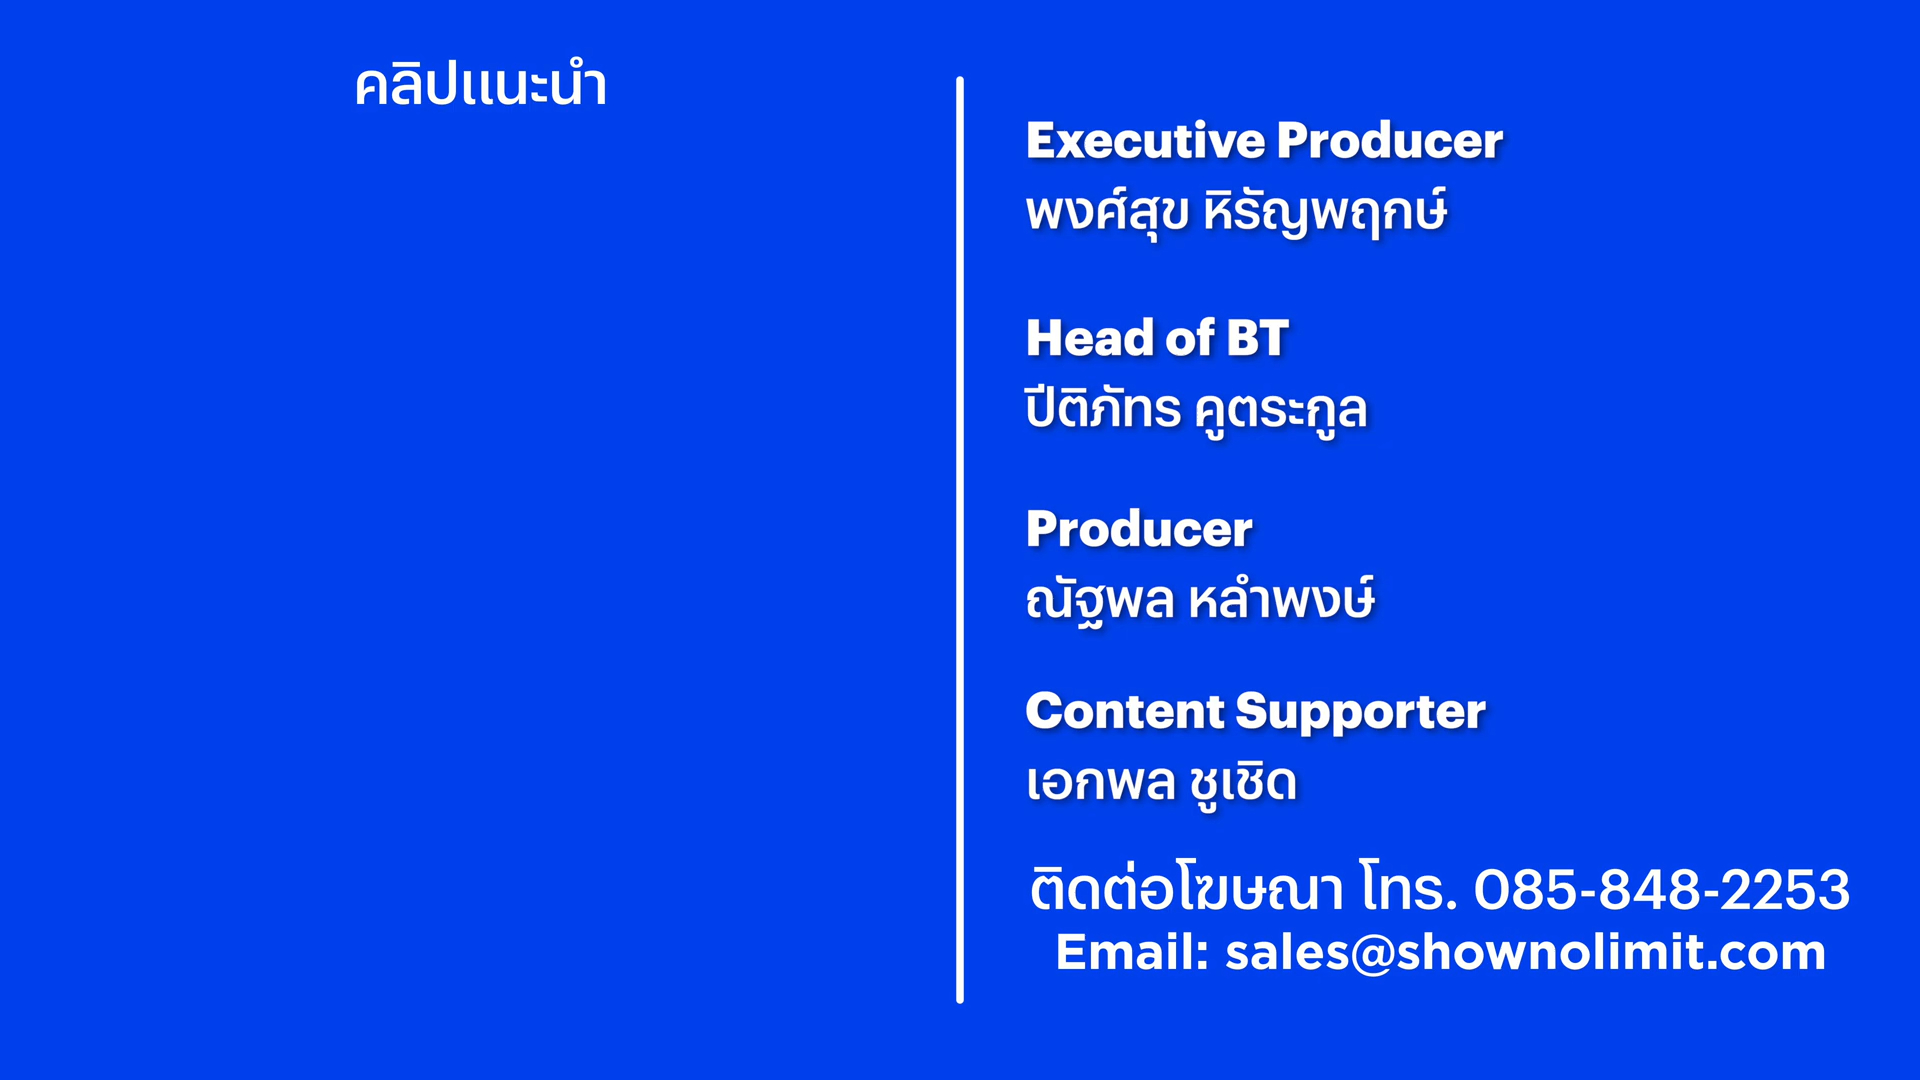 คลิปแนะนำ
Executive Producer
พงศ์สุข หิรัญพฤกษ์
Head of BT
ปีติภัทร คูตระกูล
Producer
ณัฐพล หลำพงษ์
Content Supporter
เอกพล ชูเชิด
ติดต่อโฆษณา โทร. 085-848-2253
Email: sales@shownolimit.com